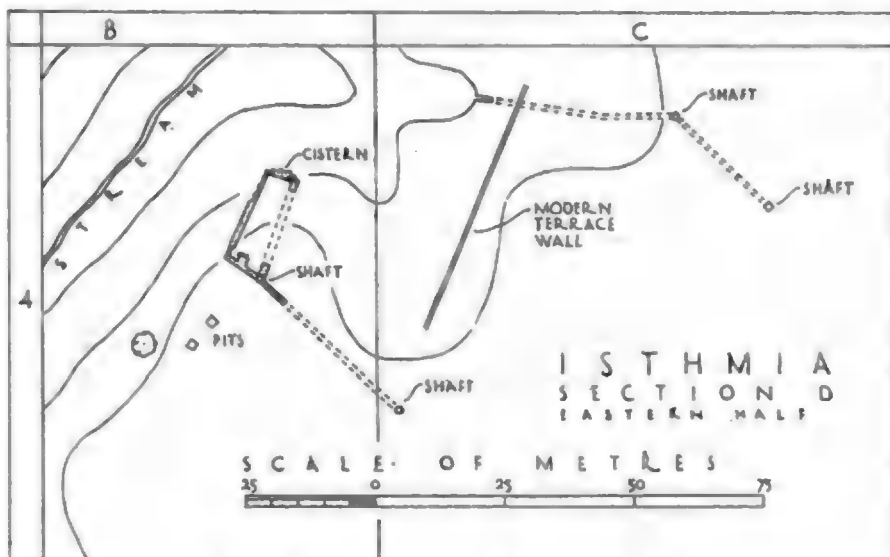 B C
STREAM
CISTERN
SHAFT
SHAFT
MODERN
TERRACE
WALL
SHAFT
4
PITS
SHAFT
ISTHMIA
SECTION D
EASTERN HALF
SCALE OF METRES
25 0 25 50 75